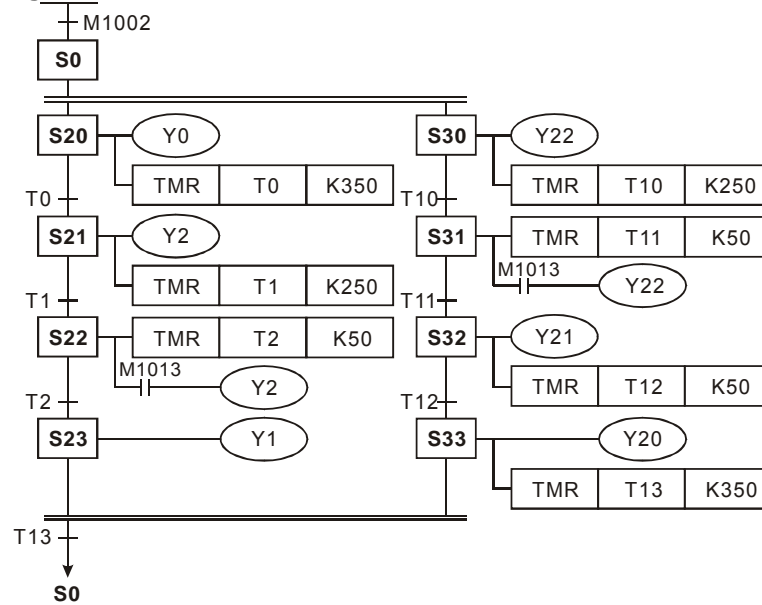 M1002
S0
S20 Y0 S30 Y22
TMR T0 K350 TMR T10 K250
T0 T10
S21 Y2 S31 TMR T11 K50
M1013 Y22
TMR T1 K250
T1 T11
S22 TMR T2 K50 S32 Y21
M1013 Y2
TMR T12 K50
T2 T12
S23 Y1 S33 Y20
TMR T13 K350
T13
S0